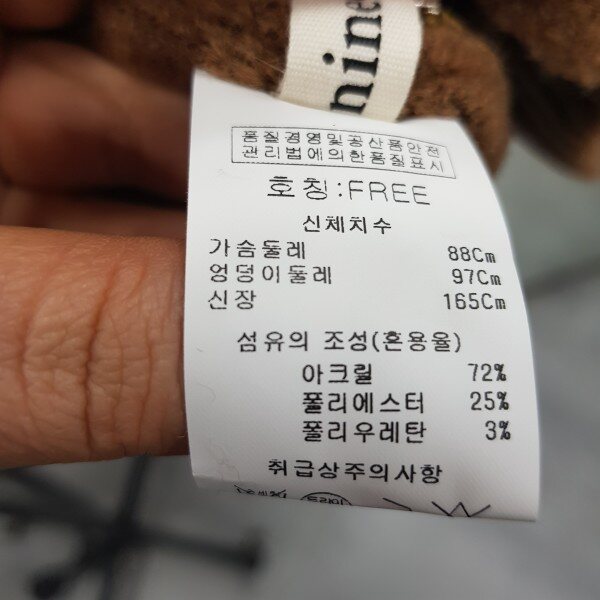 nine
품질경영및공산품안전
관리법에의한품질표시
호칭:FREE
신체치수
가슴둘레 88Cm
엉덩이둘레 97Cm
신장 165Cm
섬유의 조성(혼용율)
아크릴 72%
폴리에스터 25%
폴리우레탄 3%
취급상주의사항
드라이